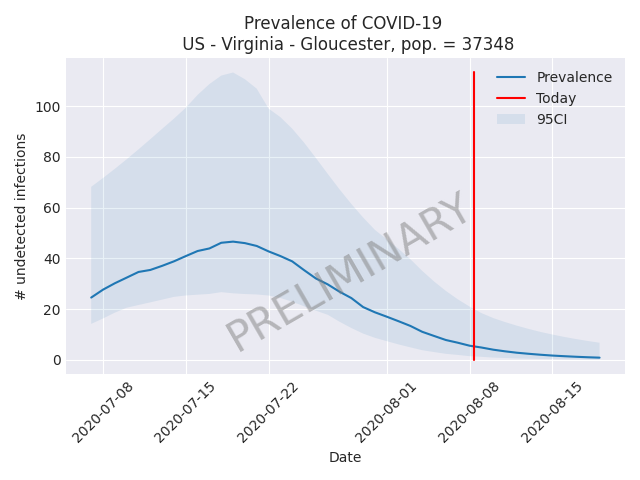 Prevalence of COVID-19
US - Virginia - Gloucester, pop. = 37348
Prevalence
Today
95CI
100
80
60
40
20
0
# undetected infections
PRELIMINARY
2020-07-08
2020-07-15
2020-07-22
2020-08-01
2020-08-08
2020-08-15
Date